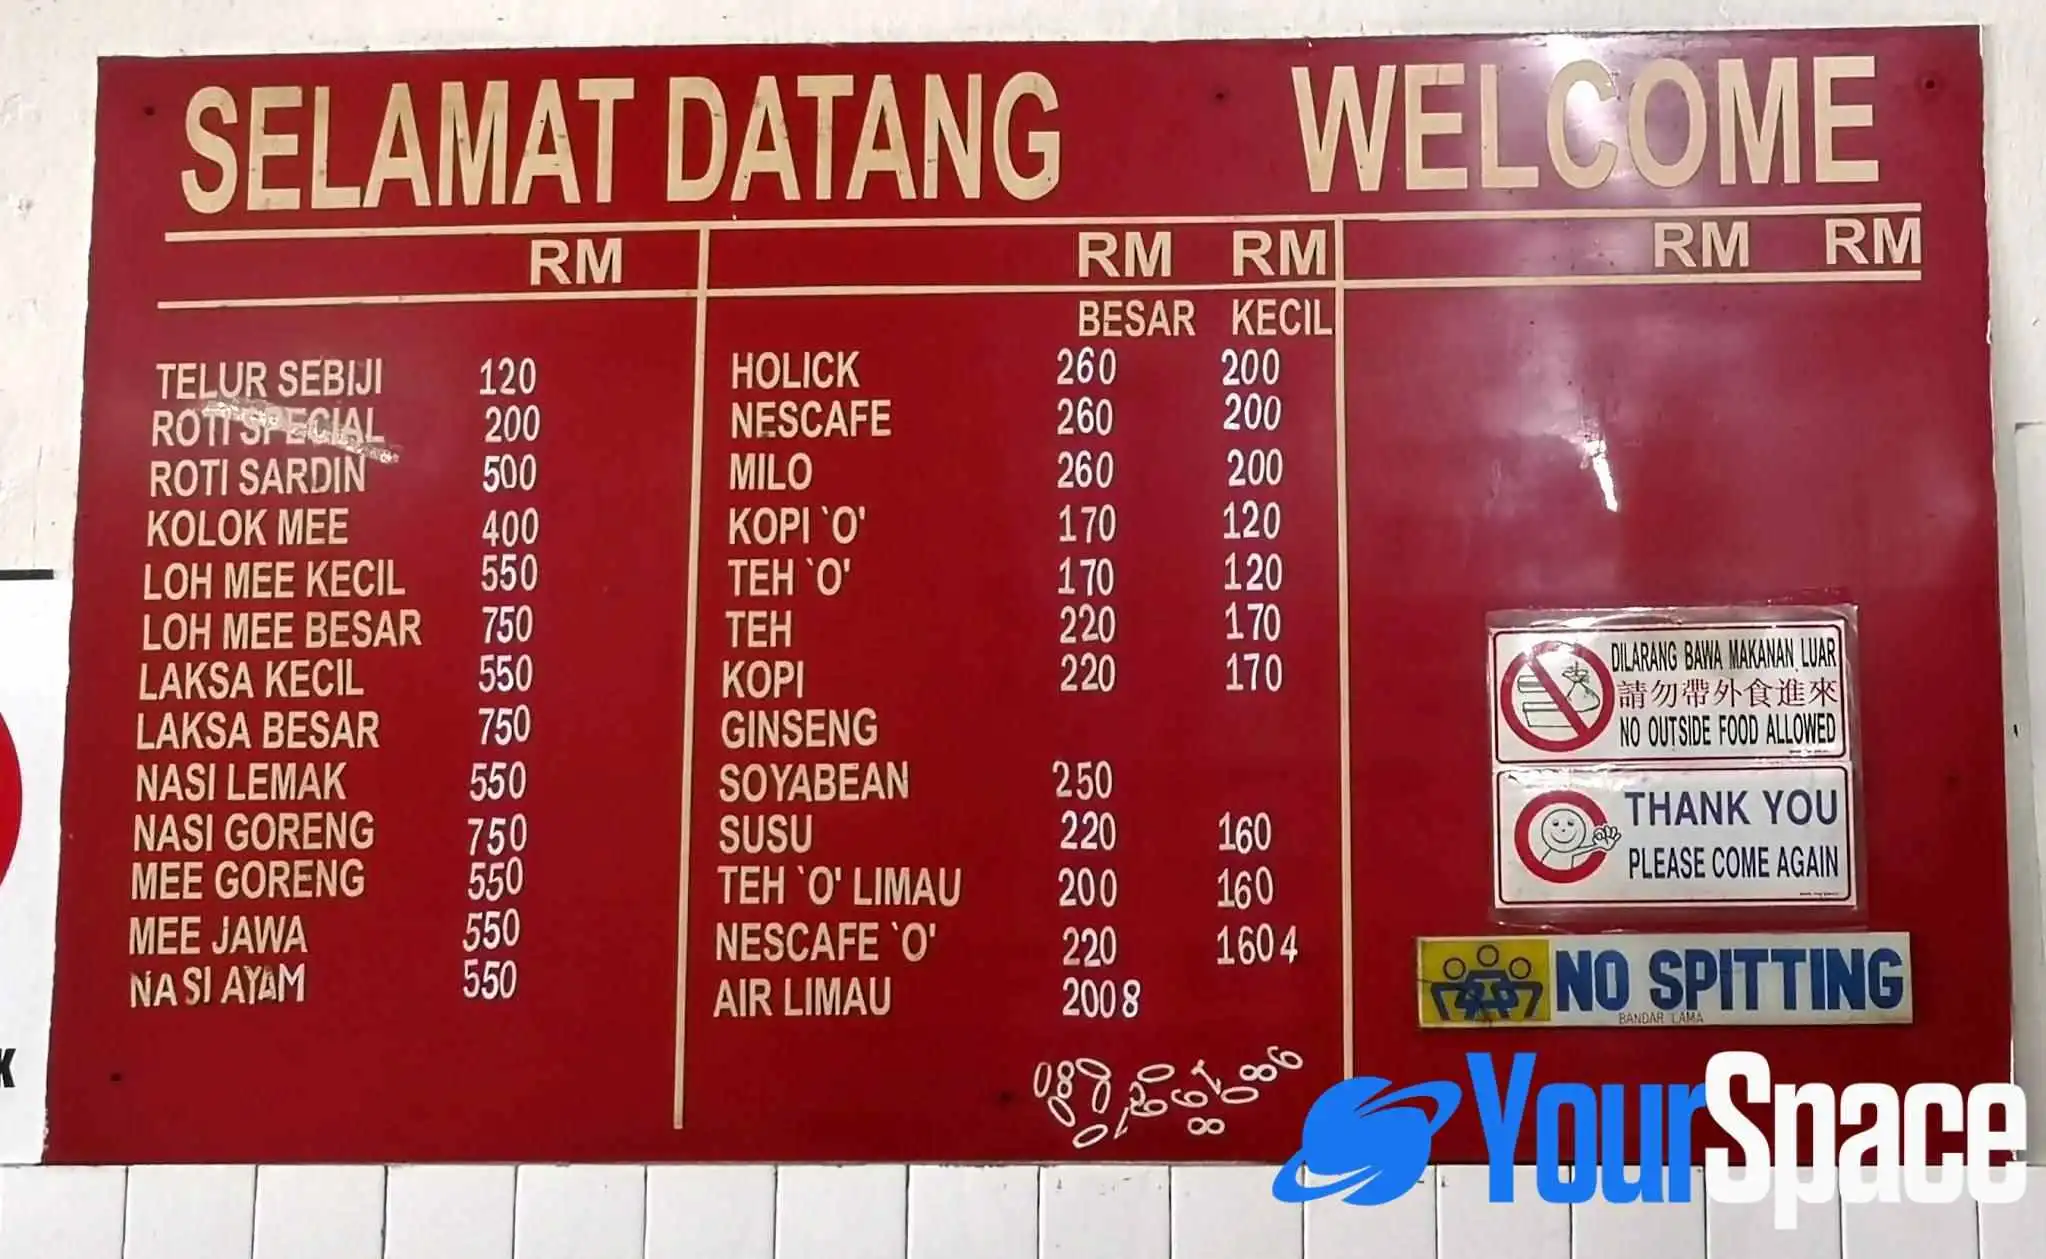 SELAMAT DATANG WELCOME
RM RM RM RM RM
BESAR KECIL
TELUR SEBIJI 120
ROTI SPECIAL 200
ROTI SARDIN 500
KOLOK MEE 400
LOH MEE KECIL 550
LOH MEE BESAR 750
LAKSA KECIL 550
LAKSA BESAR 750
NASI LEMAK 550
NASI GORENG 750
MEE GORENG 550
MEE JAWA 550
NASI AYAM 550
HOLICK 260 200
NESCAFE 260 200
MILO 260 200
KOPI `O' 170 120
TEH `O' 170 120
TEH 220 170
KOPI 220 170
GINSENG
SOYABEAN 250
SUSU 220 160
TEH `O' LIMAU 200 160
NESCAFE `O' 220 1604
AIR LIMAU 2008
DILARANG BAWA MAKANAN LUAR
請勿帶外食進來
NO OUTSIDE FOOD ALLOWED
THANK YOU
PLEASE COME AGAIN
NO SPITTING
BANDAR LAMA
YourSpace